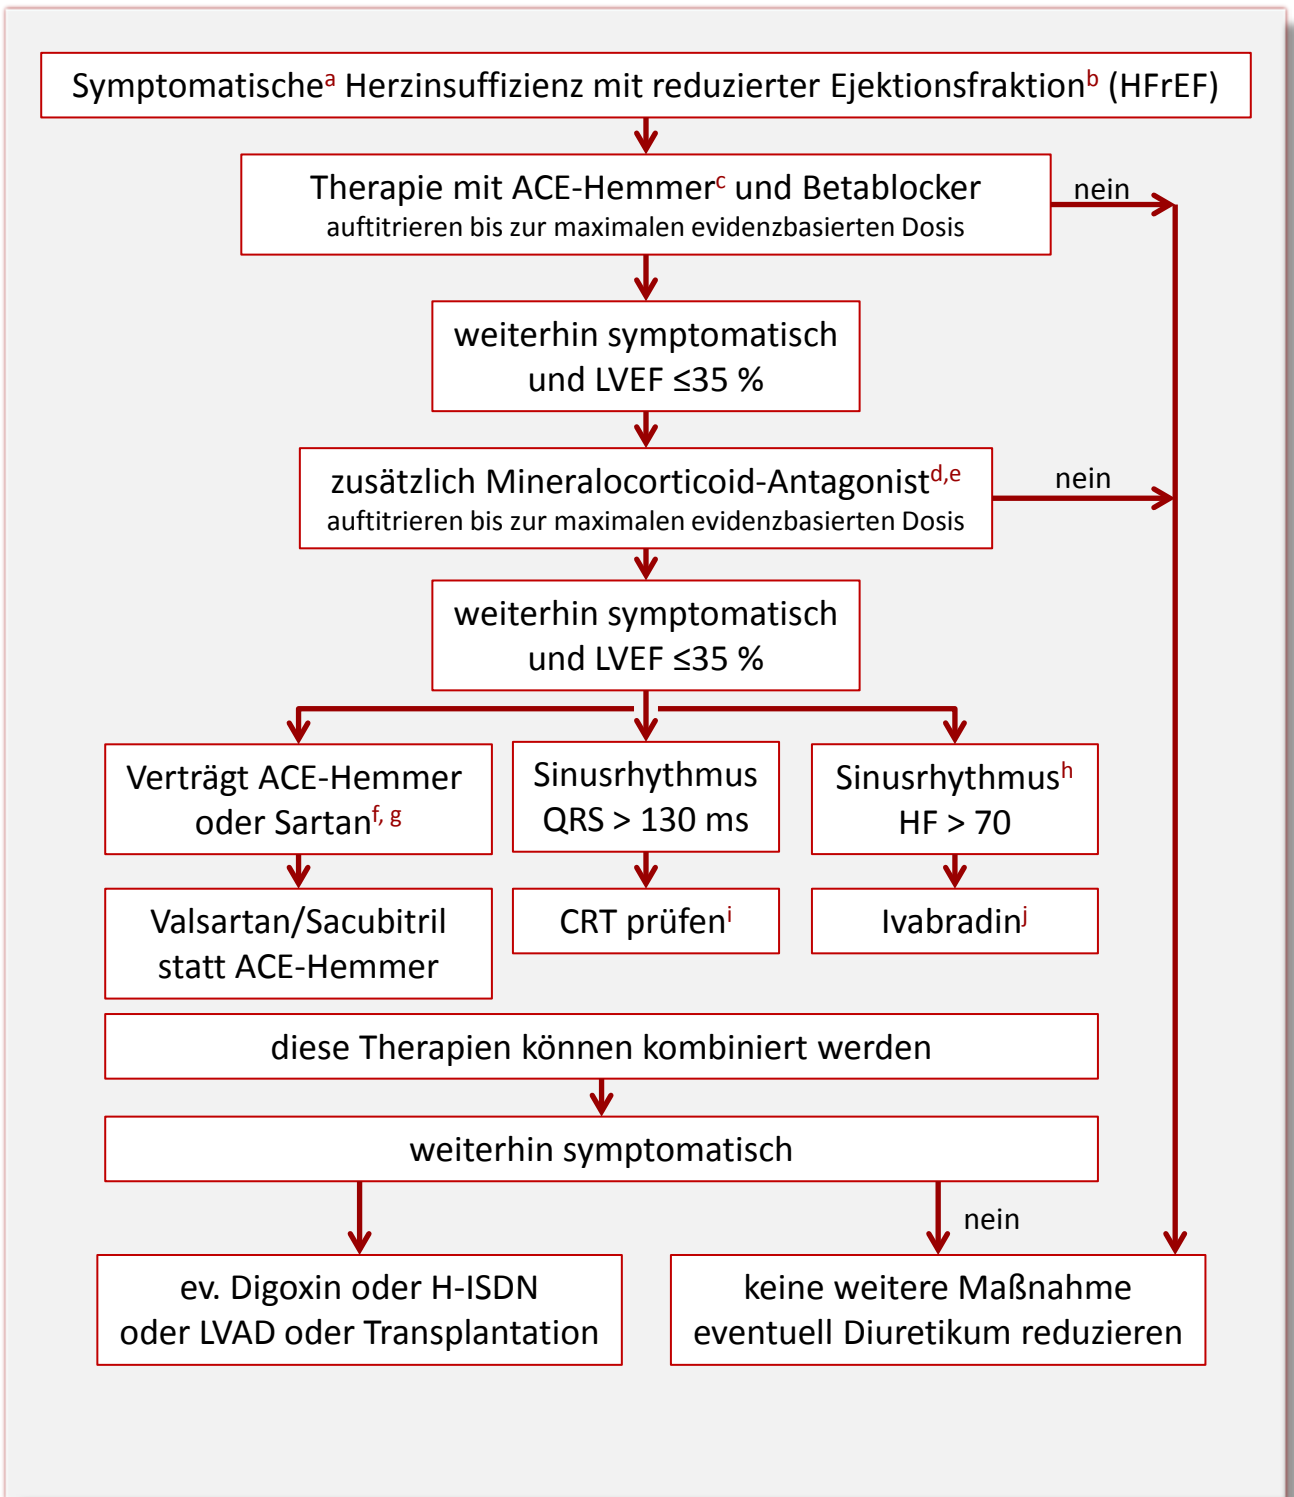 Symptomatischeᵃ Herzinsuffizienz mit reduzierter Ejektionsfraktionᵇ (HFrEF)
Therapie mit ACE-Hemmerᶜ und Betablocker
auftitrieren bis zur maximalen evidenzbasierten Dosis
nein
weiterhin symptomatisch
und LVEF ≤35 %
zusätzlich Mineralocorticoid-Antagonistᵈ,ᵉ
auftitrieren bis zur maximalen evidenzbasierten Dosis
nein
weiterhin symptomatisch
und LVEF ≤35 %
Verträgt ACE-Hemmer
oder Sartanᶠ, ᵍ
Sinusrhythmus
QRS > 130 ms
Sinusrhythmusʰ
HF > 70
Valsartan/Sacubitril
statt ACE-Hemmer
CRT prüfenⁱ
Ivabradinʲ
diese Therapien können kombiniert werden
weiterhin symptomatisch
nein
ev. Digoxin oder H-ISDN
oder LVAD oder Transplantation
keine weitere Maßnahme
eventuell Diuretikum reduzieren